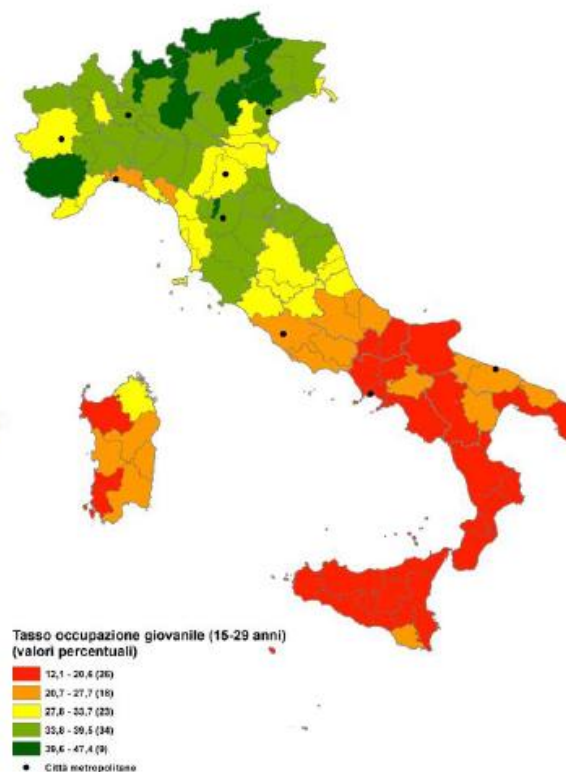 Tasso occupazione giovanile (15-29 anni)
(valori percentuali)
12,1 - 20,6 (26)
20,7 - 27,7 (18)
27,8 - 33,7 (23)
33,8 - 39,5 (34)
39,6 - 47,4 (9)
Città metropolitane